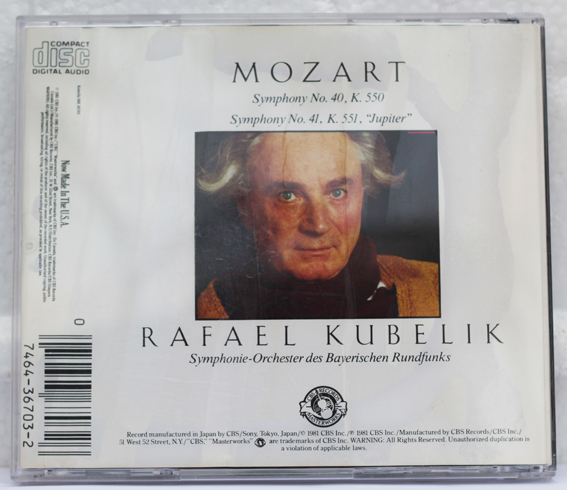 COMPACT
disc
DIGITAL AUDIO
MOZART
Symphony No. 40, K. 550
Symphony No. 41, K. 551, "Jupiter"
RAFAEL KUBELIK
Symphonie-Orchester des Bayerischen Rundfunks
CBS RECORDS
MASTERWORKS
Record manufactured in Japan by CBS/Sony, Tokyo, Japan/© 1981 CBS Inc./℗ 1981 CBS Inc./Manufactured by CBS Records/CBS Inc./
51 West 52 Street, N.Y./"CBS," "Masterworks" are trademarks of CBS Inc. WARNING: All Rights Reserved. Unauthorized duplication is
a violation of applicable laws.
Now Made In The U.S.A.
0
7464-36703-2